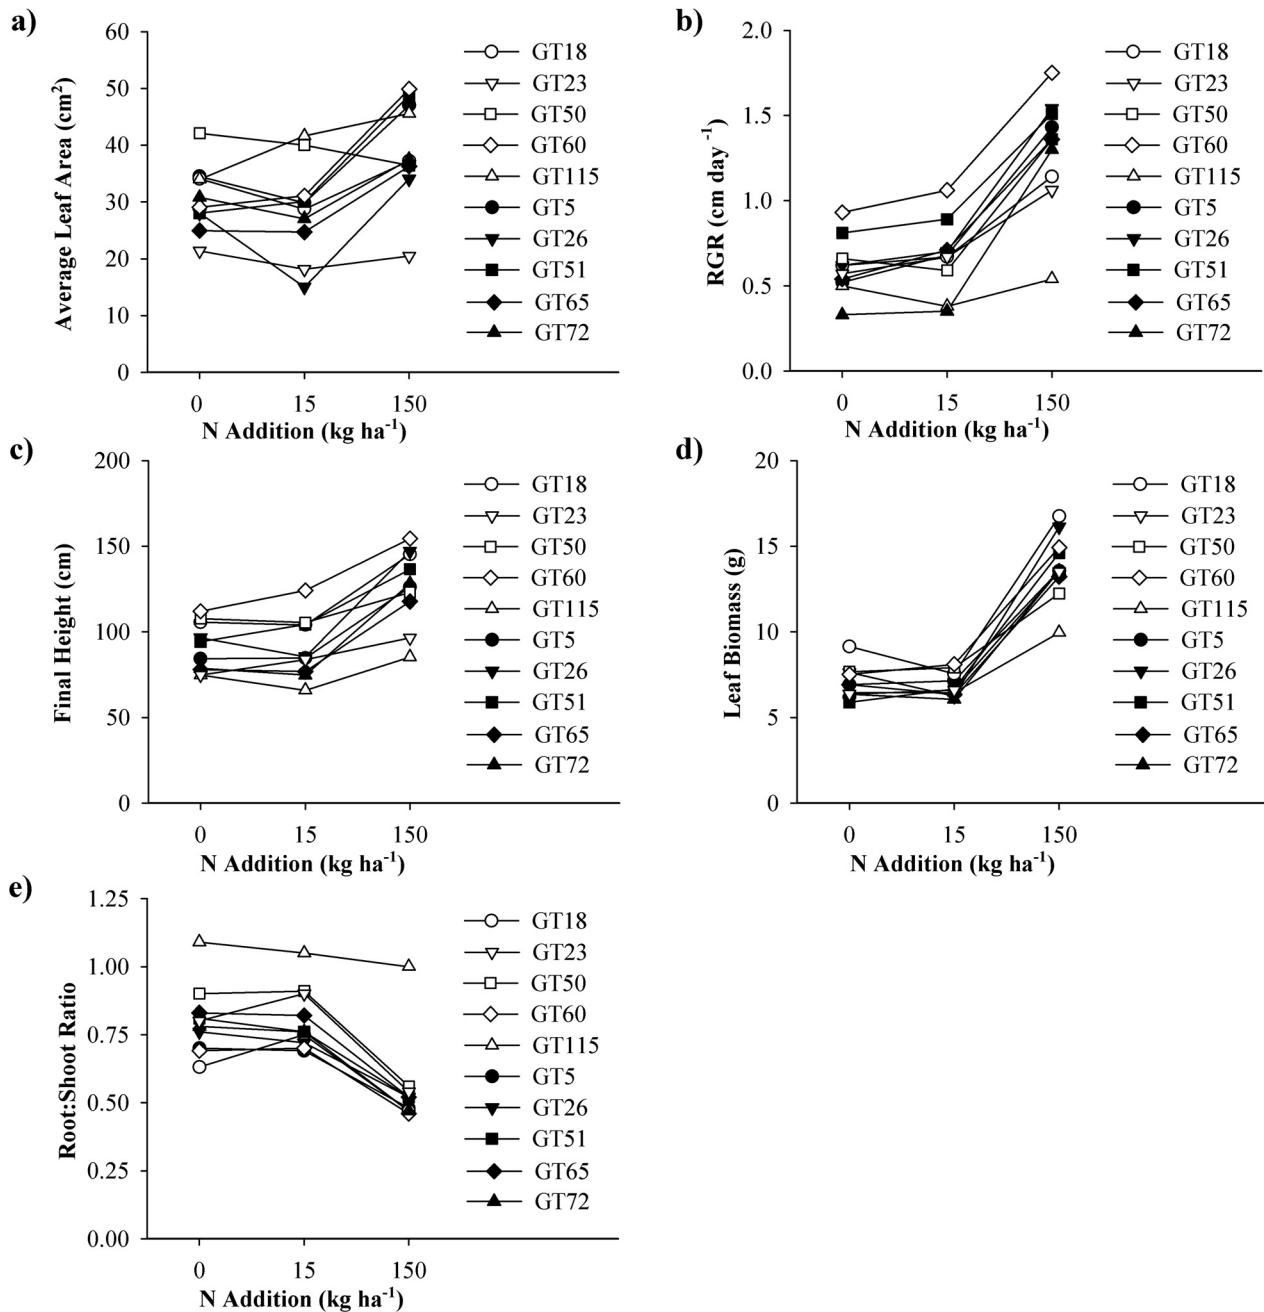 a)
Average Leaf Area (cm²)
60
50
40
30
20
10
0
0 15 150
N Addition (kg ha⁻¹)
GT18
GT23
GT50
GT60
GT115
GT5
GT26
GT51
GT65
GT72
b)
RGR (cm day ⁻¹)
2.0
1.5
1.0
0.5
0.0
0 15 150
N Addition (kg ha⁻¹)
GT18
GT23
GT50
GT60
GT115
GT5
GT26
GT51
GT65
GT72
c)
Final Height (cm)
200
150
100
50
0
0 15 150
N Addition (kg ha⁻¹)
GT18
GT23
GT50
GT60
GT115
GT5
GT26
GT51
GT65
GT72
d)
Leaf Biomass (g)
20
15
10
5
0
0 15 150
N Addition (kg ha⁻¹)
GT18
GT23
GT50
GT60
GT115
GT5
GT26
GT51
GT65
GT72
e)
Root:Shoot Ratio
1.25
1.00
0.75
0.50
0.25
0.00
0 15 150
N Addition (kg ha⁻¹)
GT18
GT23
GT50
GT60
GT115
GT5
GT26
GT51
GT65
GT72